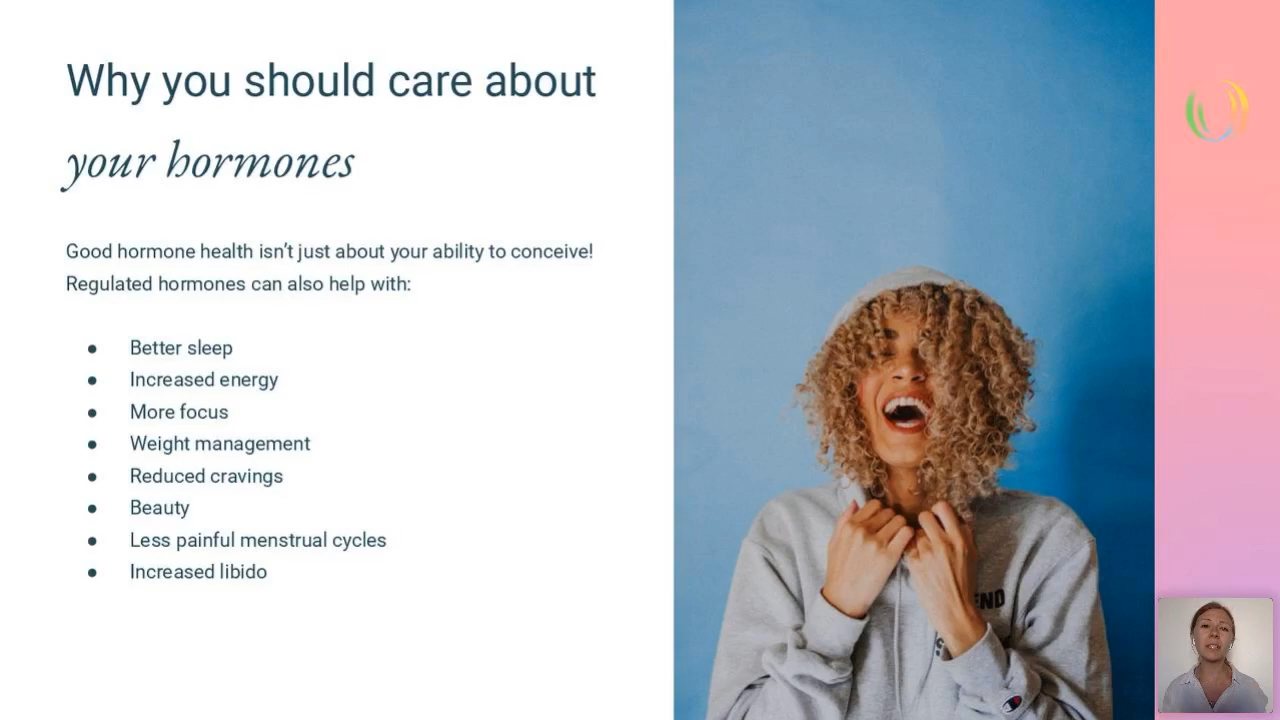 Why you should care about
your hormones
Good hormone health isn't just about your ability to conceive!
Regulated hormones can also help with:
● Better sleep
● Increased energy
● More focus
● Weight management
● Reduced cravings
● Beauty
● Less painful menstrual cycles
● Increased libido